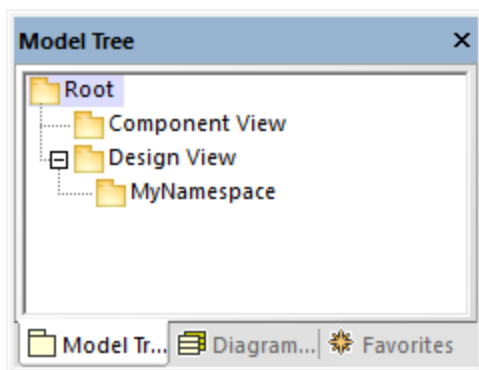 Model Tree
Root
Component View
Design View
MyNamespace
Model Tr... Diagram... Favorites